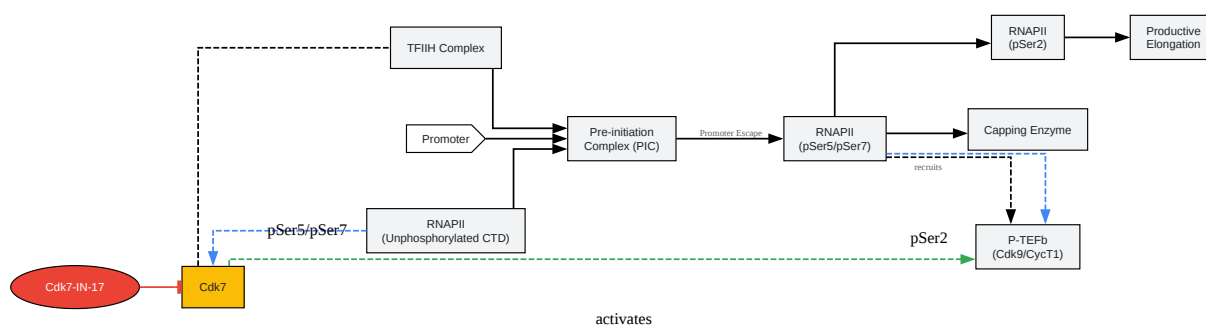 RNAPII
(pSer2)
Productive
Elongation
TFIIH Complex
Promoter
Pre-initiation
Complex (PIC)
Promoter Escape
RNAPII
(pSer5/pSer7)
Capping Enzyme
recruits
RNAPII
(Unphosphorylated CTD)
pSer5/pSer7
pSer2
P-TEFb
(Cdk9/CycT1)
Cdk7-IN-17
Cdk7
activates